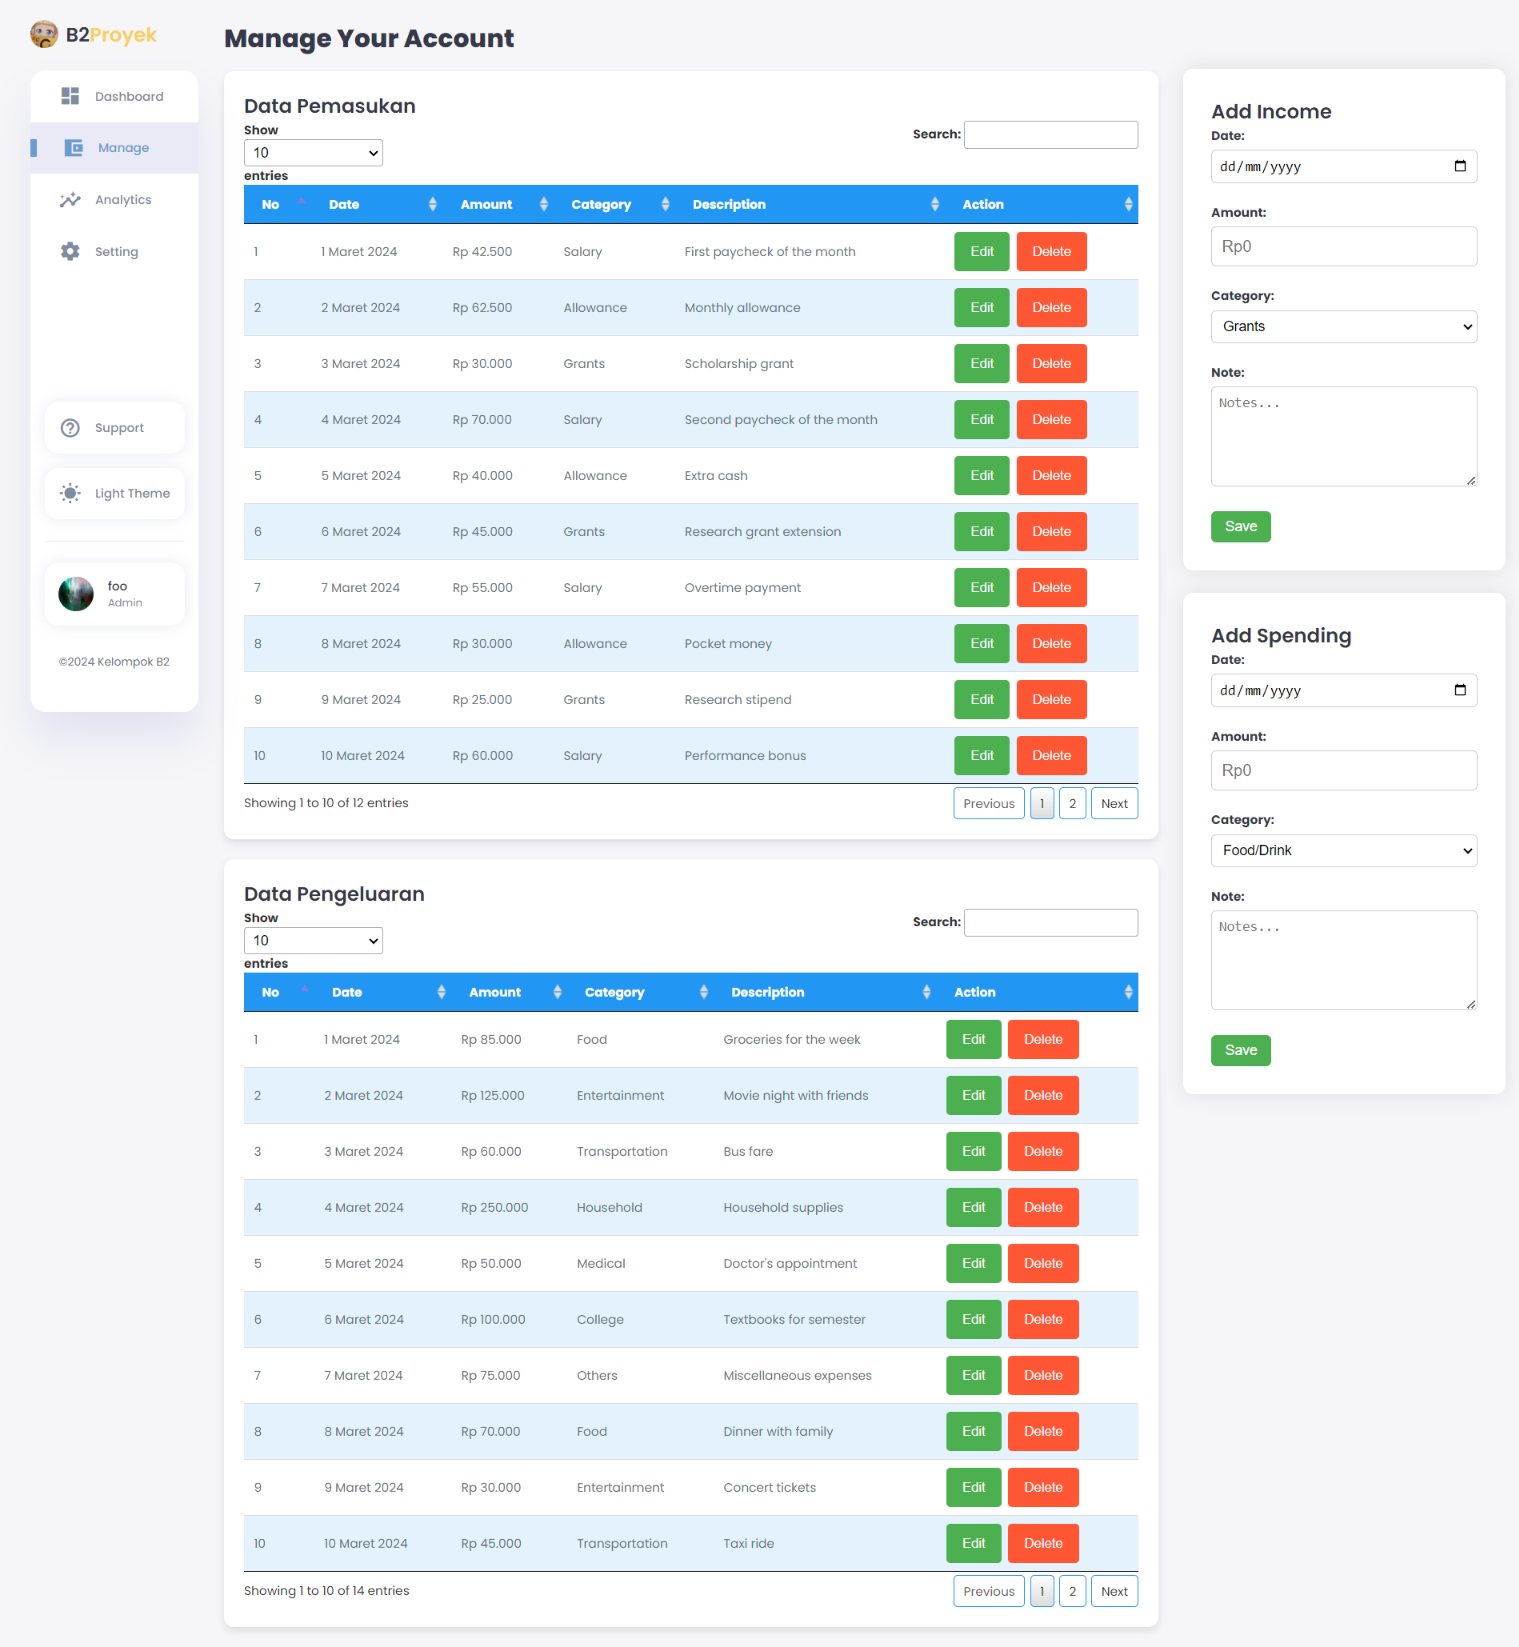 B2Proyek
Dashboard
Manage
Analytics
Setting
Support
Light Theme
foo
Admin
©2024 Kelompok B2
Manage Your Account
Data Pemasukan
Show
10
entries
Search:
No Date Amount Category Description Action
1 1 Maret 2024 Rp 42.500 Salary First paycheck of the month Edit Delete
2 2 Maret 2024 Rp 62.500 Allowance Monthly allowance Edit Delete
3 3 Maret 2024 Rp 30.000 Grants Scholarship grant Edit Delete
4 4 Maret 2024 Rp 70.000 Salary Second paycheck of the month Edit Delete
5 5 Maret 2024 Rp 40.000 Allowance Extra cash Edit Delete
6 6 Maret 2024 Rp 45.000 Grants Research grant extension Edit Delete
7 7 Maret 2024 Rp 55.000 Salary Overtime payment Edit Delete
8 8 Maret 2024 Rp 30.000 Allowance Pocket money Edit Delete
9 9 Maret 2024 Rp 25.000 Grants Research stipend Edit Delete
10 10 Maret 2024 Rp 60.000 Salary Performance bonus Edit Delete
Showing 1 to 10 of 12 entries Previous 1 2 Next
Data Pengeluaran
Show
10
entries
Search:
No Date Amount Category Description Action
1 1 Maret 2024 Rp 85.000 Food Groceries for the week Edit Delete
2 2 Maret 2024 Rp 125.000 Entertainment Movie night with friends Edit Delete
3 3 Maret 2024 Rp 60.000 Transportation Bus fare Edit Delete
4 4 Maret 2024 Rp 250.000 Household Household supplies Edit Delete
5 5 Maret 2024 Rp 50.000 Medical Doctor's appointment Edit Delete
6 6 Maret 2024 Rp 100.000 College Textbooks for semester Edit Delete
7 7 Maret 2024 Rp 75.000 Others Miscellaneous expenses Edit Delete
8 8 Maret 2024 Rp 70.000 Food Dinner with family Edit Delete
9 9 Maret 2024 Rp 30.000 Entertainment Concert tickets Edit Delete
10 10 Maret 2024 Rp 45.000 Transportation Taxi ride Edit Delete
Showing 1 to 10 of 14 entries Previous 1 2 Next
Add Income
Date:
dd/mm/yyyy
Amount:
Rp0
Category:
Grants
Note:
Notes...
Save
Add Spending
Date:
dd/mm/yyyy
Amount:
Rp0
Category:
Food/Drink
Note:
Notes...
Save